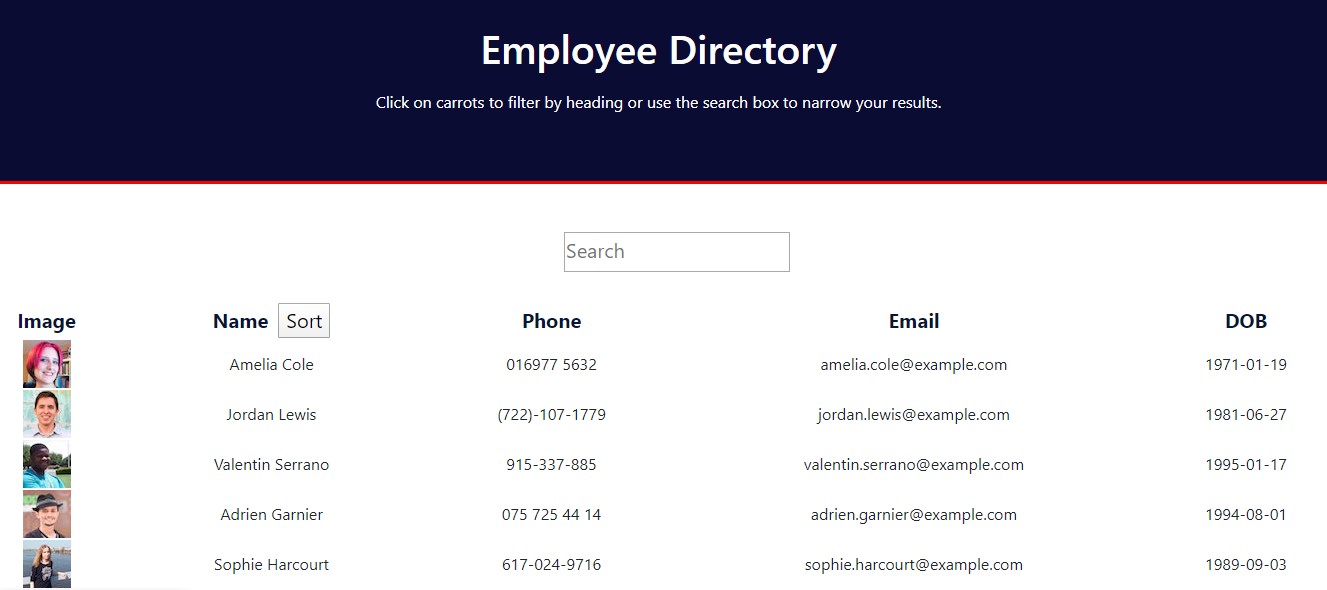 Employee Directory
Click on carrots to filter by heading or use the search box to narrow your results.
Search
Image Name Sort Phone Email DOB
Amelia Cole 016977 5632 amelia.cole@example.com 1971-01-19
Jordan Lewis (722)-107-1779 jordan.lewis@example.com 1981-06-27
Valentin Serrano 915-337-885 valentin.serrano@example.com 1995-01-17
Adrien Garnier 075 725 44 14 adrien.garnier@example.com 1994-08-01
Sophie Harcourt 617-024-9716 sophie.harcourt@example.com 1989-09-03